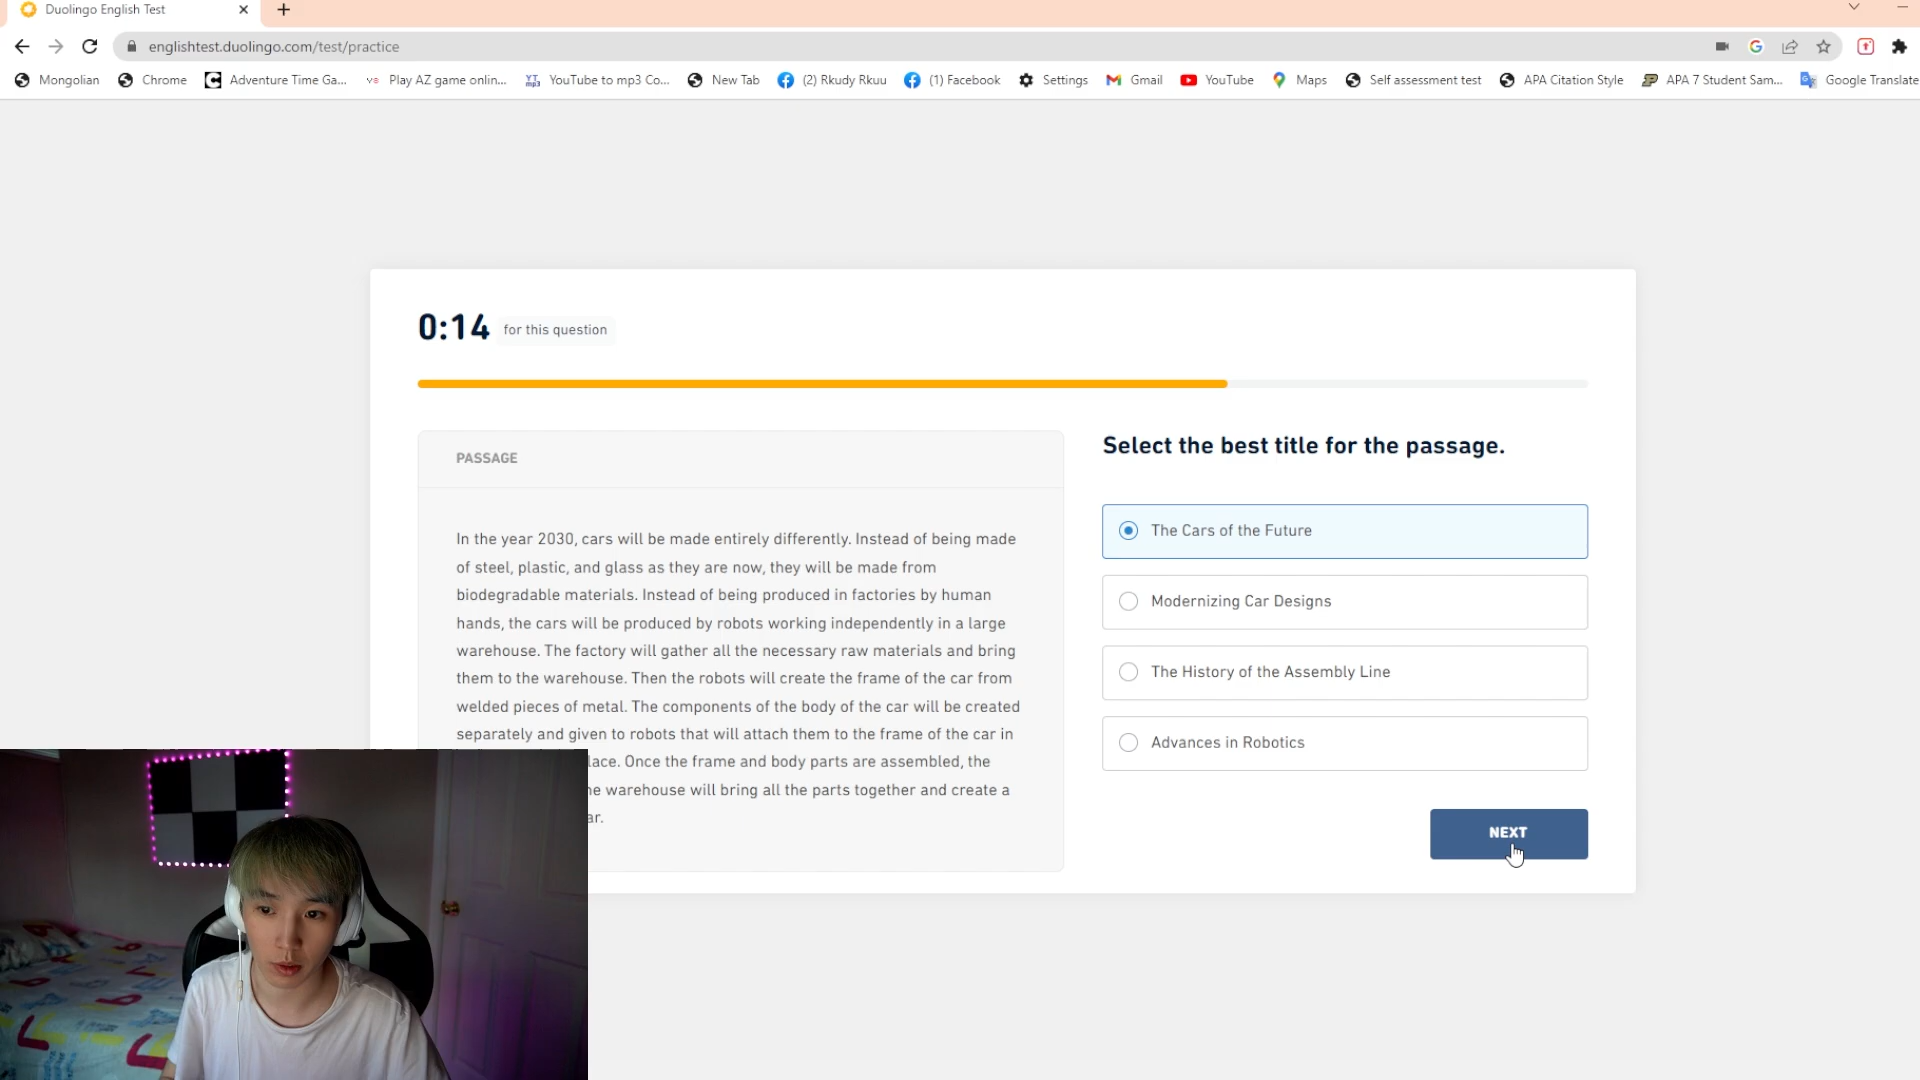 Duolingo English Test
englishtest.duolingo.com/test/practice
Mongolian Chrome Adventure Time Ga... Play AZ game onlin... YouTube to mp3 Co... New Tab (2) Rkudy Rkuu (1) Facebook Settings Gmail YouTube Maps Self assessment test APA Citation Style APA 7 Student Sam... Google Translate
0:14 for this question
PASSAGE
In the year 2030, cars will be made entirely differently. Instead of being made
of steel, plastic, and glass as they are now, they will be made from
biodegradable materials. Instead of being produced in factories by human
hands, the cars will be produced by robots working independently in a large
warehouse. The factory will gather all the necessary raw materials and bring
them to the warehouse. Then the robots will create the frame of the car from
welded pieces of metal. The components of the body of the car will be created
separately and given to robots that will attach them to the frame of the car in
lace. Once the frame and body parts are assembled, the
he warehouse will bring all the parts together and create a
ar.
Select the best title for the passage.
The Cars of the Future
Modernizing Car Designs
The History of the Assembly Line
Advances in Robotics
NEXT